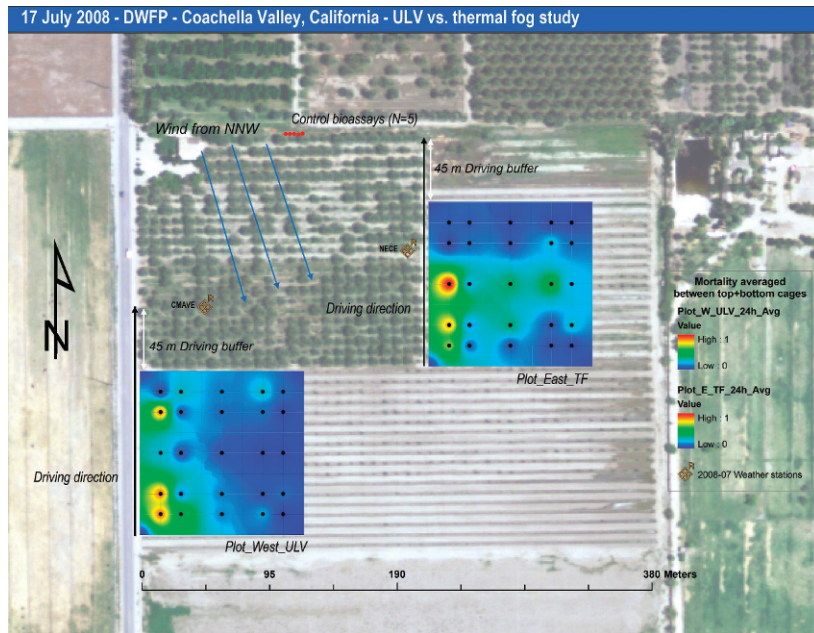 17 July 2008 - DWFP - Coachella Valley, California - ULV vs. thermal fog study
Control bioassays (N=5)
Wind from NNW
45 m Driving buffer
NECE
R
CMAVE
R
Driving direction
N
45 m Driving buffer
Plot_East_TF
Driving direction
Plot_West_ULV
Mortality averaged
between top+bottom cages
Plot_W_ULV_24h_Avg
Value
High : 1
Low : 0
Plot_E_TF_24h_Avg
Value
High : 1
Low : 0
R
2008-07 Weather stations
0 95 190 380 Meters